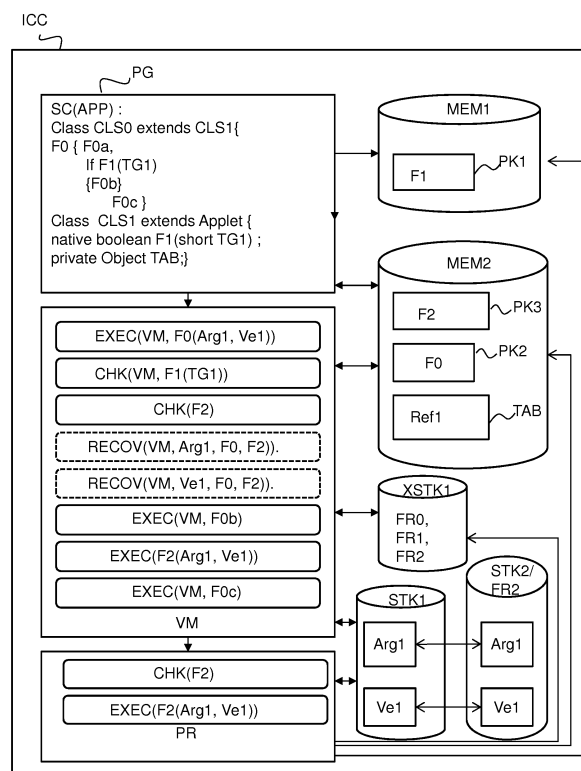 ICC
PG
SC(APP) :
Class CLS0 extends CLS1{
F0 { F0a,
If F1(TG1)
{F0b}
F0c }
Class CLS1 extends Applet {
native boolean F1(short TG1) ;
private Object TAB;}
MEM1
F1
PK1
MEM2
F2
PK3
F0
PK2
Ref1
TAB
EXEC(VM, F0(Arg1, Ve1))
CHK(VM, F1(TG1))
CHK(F2)
RECOV(VM, Arg1, F0, F2)).
RECOV(VM, Ve1, F0, F2)).
EXEC(VM, F0b)
EXEC(F2(Arg1, Ve1))
EXEC(VM, F0c)
VM
XSTK1
FR0,
FR1,
FR2
STK1
Arg1
Ve1
STK2/
FR2
Arg1
Ve1
CHK(F2)
EXEC(F2(Arg1, Ve1))
PR